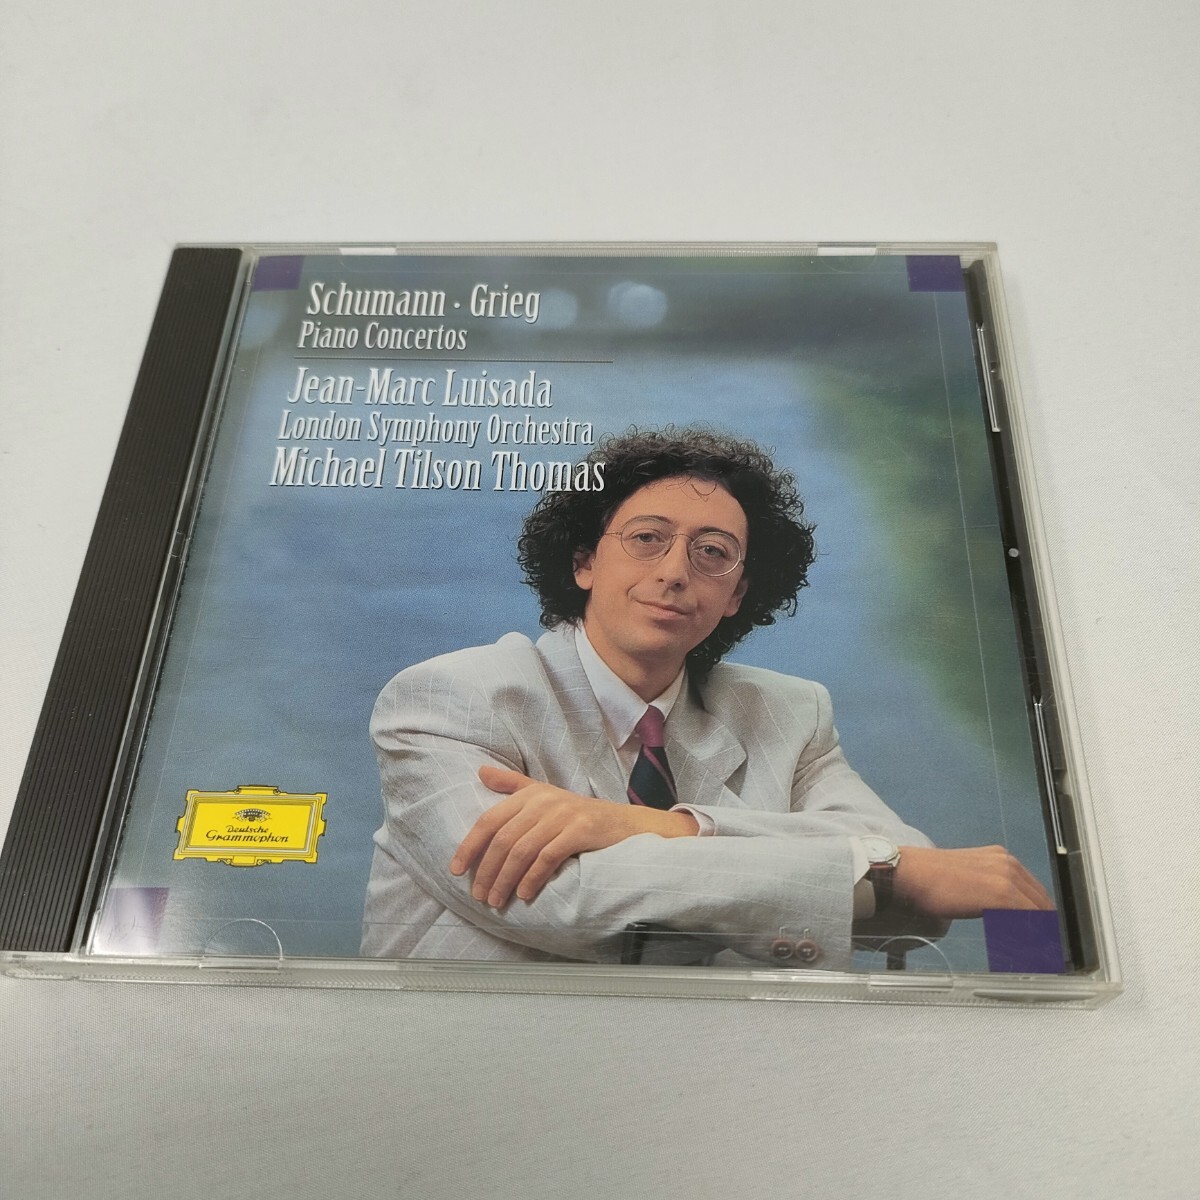 Schumann · Grieg
Piano Concertos
Jean-Marc Luisada
London Symphony Orchestra
Michael Tilson Thomas
Deutsche
Grammophon